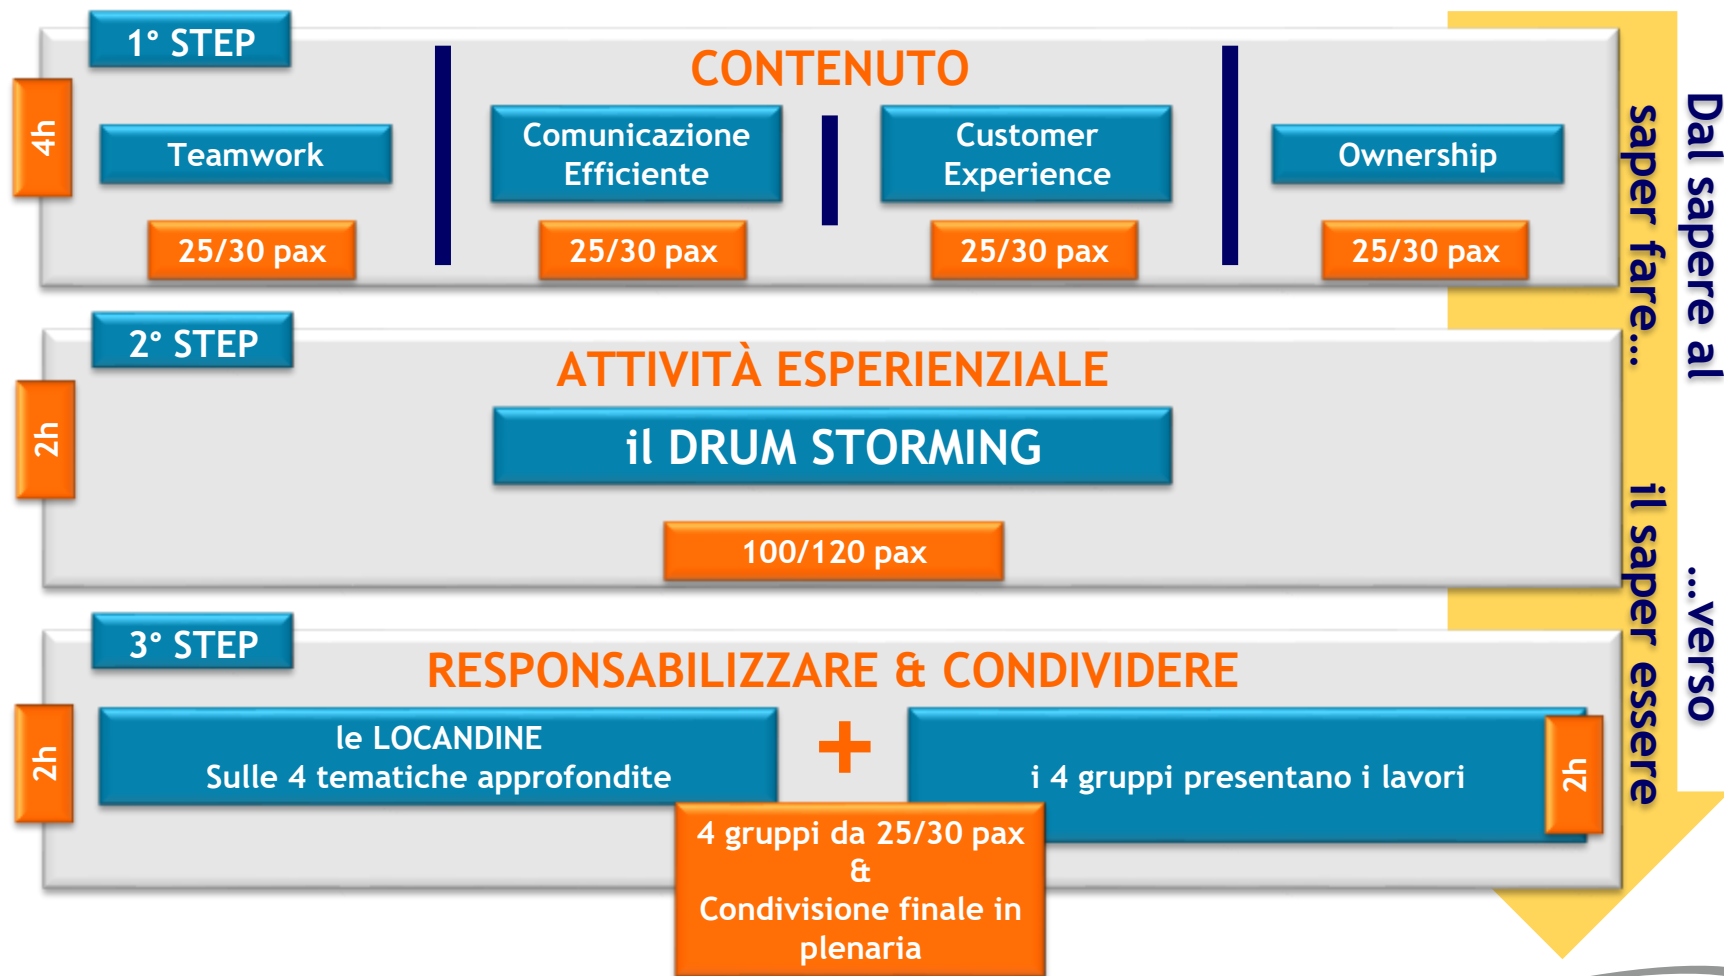 1° STEP
CONTENUTO
4h
Teamwork
Comunicazione
Efficiente
Customer
Experience
Ownership
25/30 pax
25/30 pax
25/30 pax
25/30 pax
2° STEP
ATTIVITÀ ESPERIENZIALE
2h
il DRUM STORMING
100/120 pax
3° STEP
RESPONSABILIZZARE & CONDIVIDERE
2h
le LOCANDINE
Sulle 4 tematiche approfondite
+
i 4 gruppi presentano i lavori
2h
4 gruppi da 25/30 pax
&
Condivisione finale in
plenaria
Dal sapere al
saper fare...
...verso
il saper essere